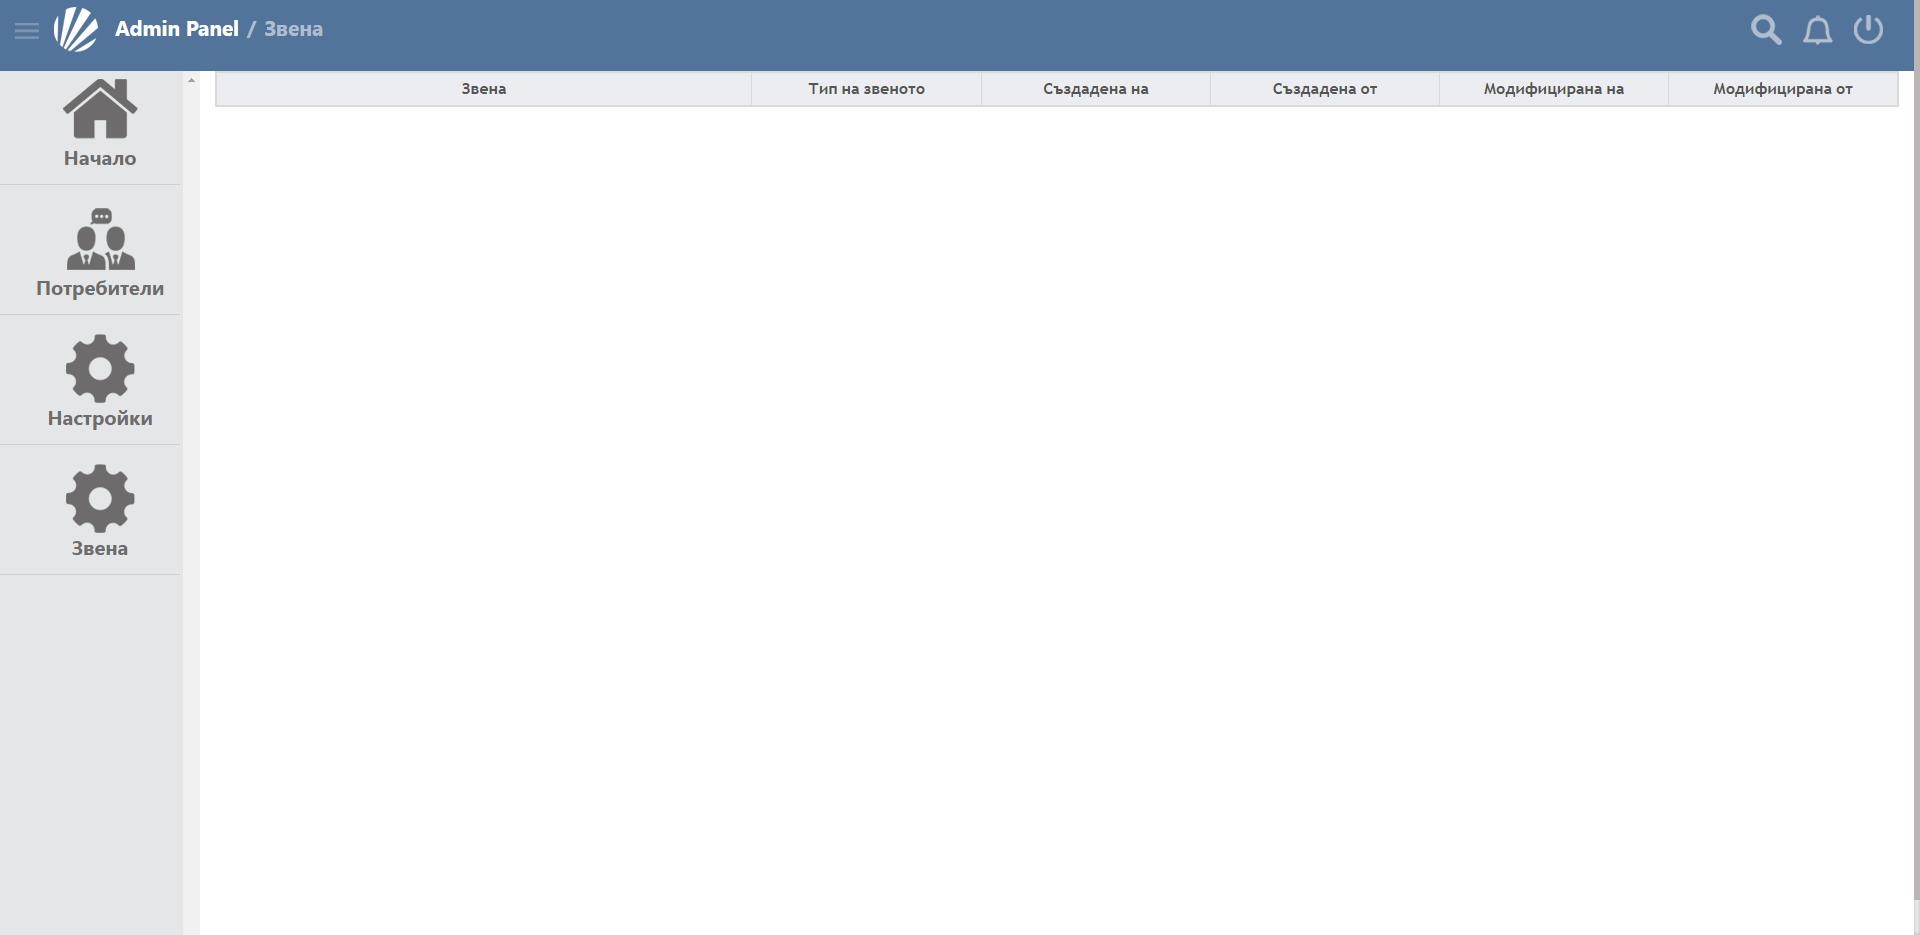 Admin Panel / Звена
Звена Тип на звеното Създадена на Създадена от Модифицирана на Модифицирана от
Начало
Потребители
Настройки
Звена